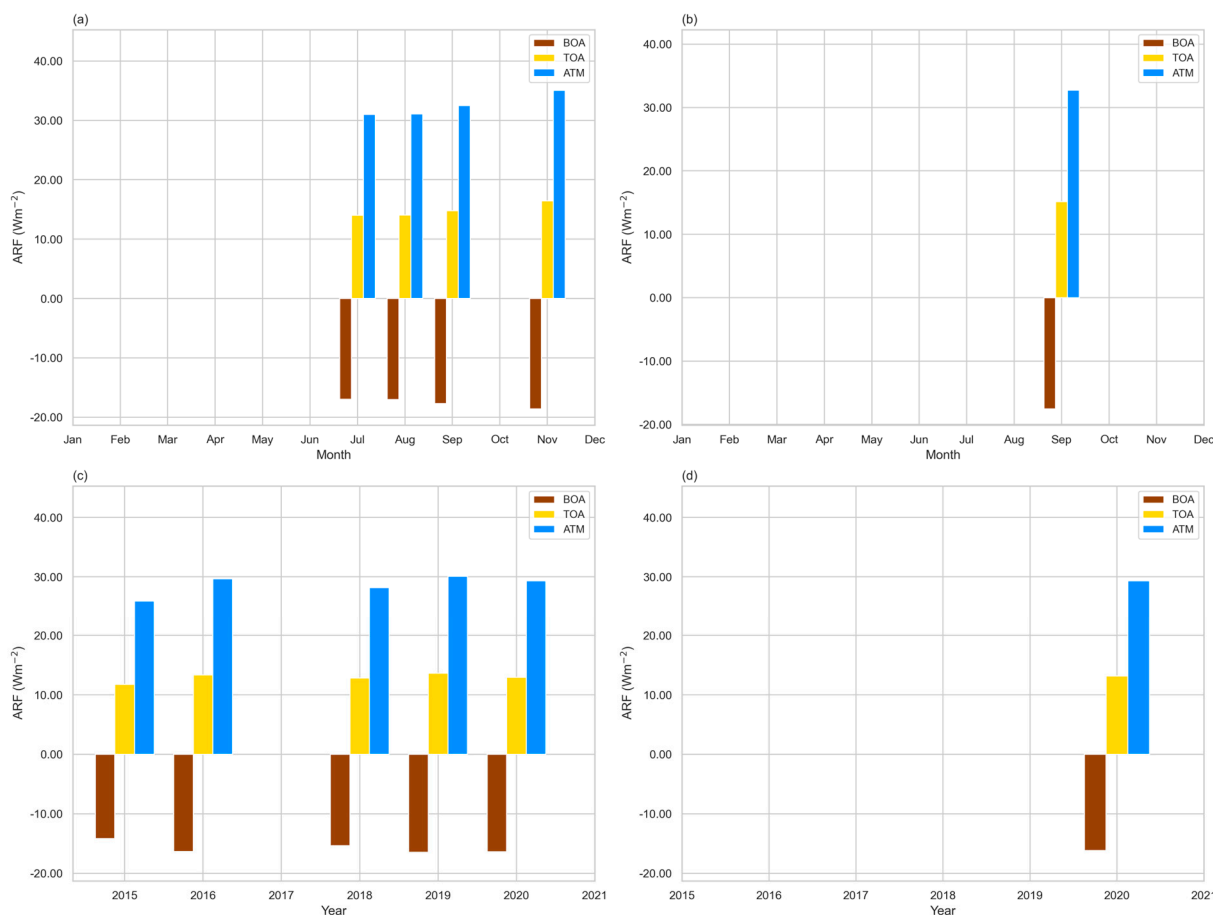 (a)
BOA
TOA
ATM
40.00
30.00
20.00
10.00
0.00
-10.00
-20.00
ARF (Wm⁻²)
Jan Feb Mar Apr May Jun Jul Aug Sep Oct Nov Dec
Month
(b)
BOA
TOA
ATM
40.00
30.00
20.00
10.00
0.00
-10.00
-20.00
ARF (Wm⁻²)
Jan Feb Mar Apr May Jun Jul Aug Sep Oct Nov Dec
Month
(c)
BOA
TOA
ATM
40.00
30.00
20.00
10.00
0.00
-10.00
-20.00
ARF (Wm⁻²)
2015 2016 2017 2018 2019 2020 2021
Year
(d)
BOA
TOA
ATM
40.00
30.00
20.00
10.00
0.00
-10.00
-20.00
ARF (Wm⁻²)
2015 2016 2017 2018 2019 2020 2021
Year